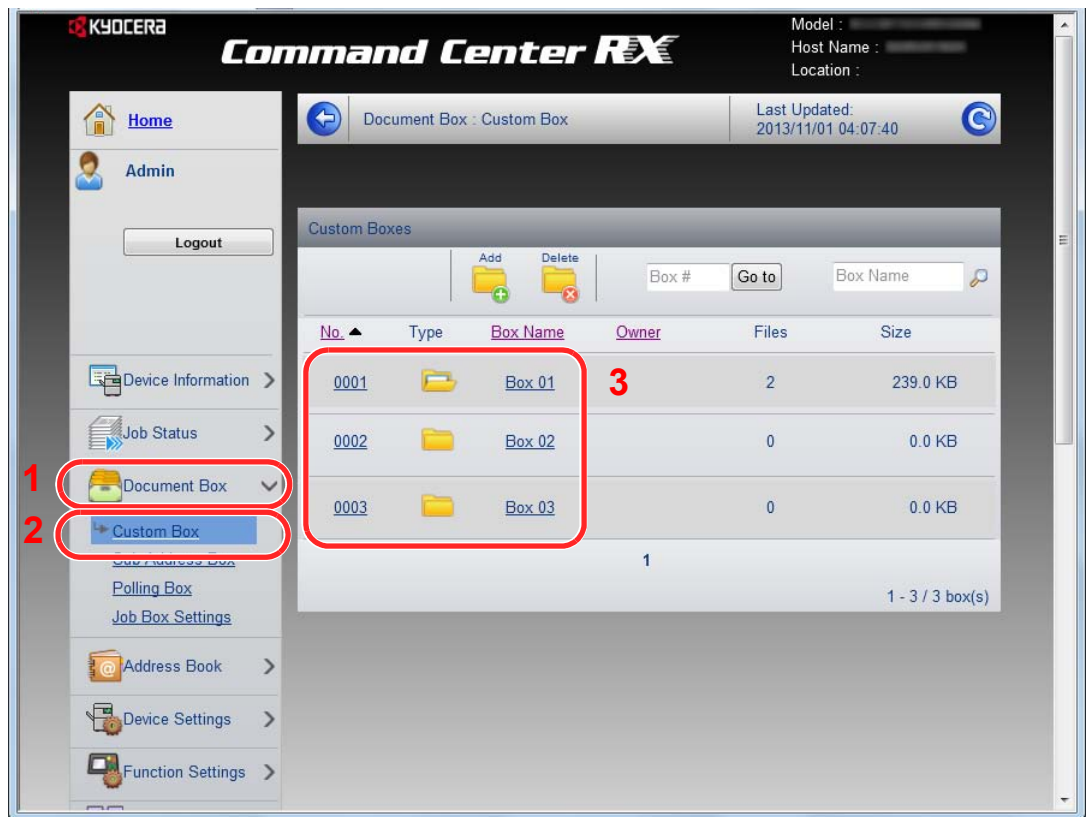 KYOCERA
Command Center RX
Model :
Host Name :
Location :
Home
Document Box : Custom Box
Last Updated:
2013/11/01 04:07:40
Admin
Logout
Custom Boxes
Add
Delete
Box #
Go to
Box Name
No.
Type
Box Name
Owner
Files
Size
0001
Box 01
3
2
239.0 KB
0002
Box 02
0
0.0 KB
0003
Box 03
0
0.0 KB
1
1 - 3 / 3 box(s)
Device Information
Job Status
1
Document Box
2
Custom Box
Sub Address Box
Polling Box
Job Box Settings
Address Book
Device Settings
Function Settings